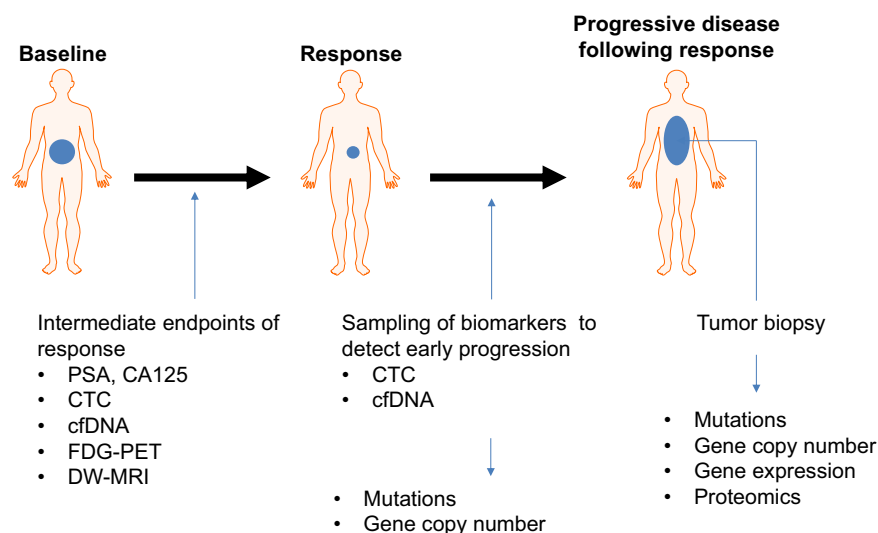 Baseline
Response
Progressive disease
following response
Intermediate endpoints of
response
• PSA, CA125
• CTC
• cfDNA
• FDG-PET
• DW-MRI
Sampling of biomarkers to
detect early progression
• CTC
• cfDNA
• Mutations
• Gene copy number
Tumor biopsy
• Mutations
• Gene copy number
• Gene expression
• Proteomics